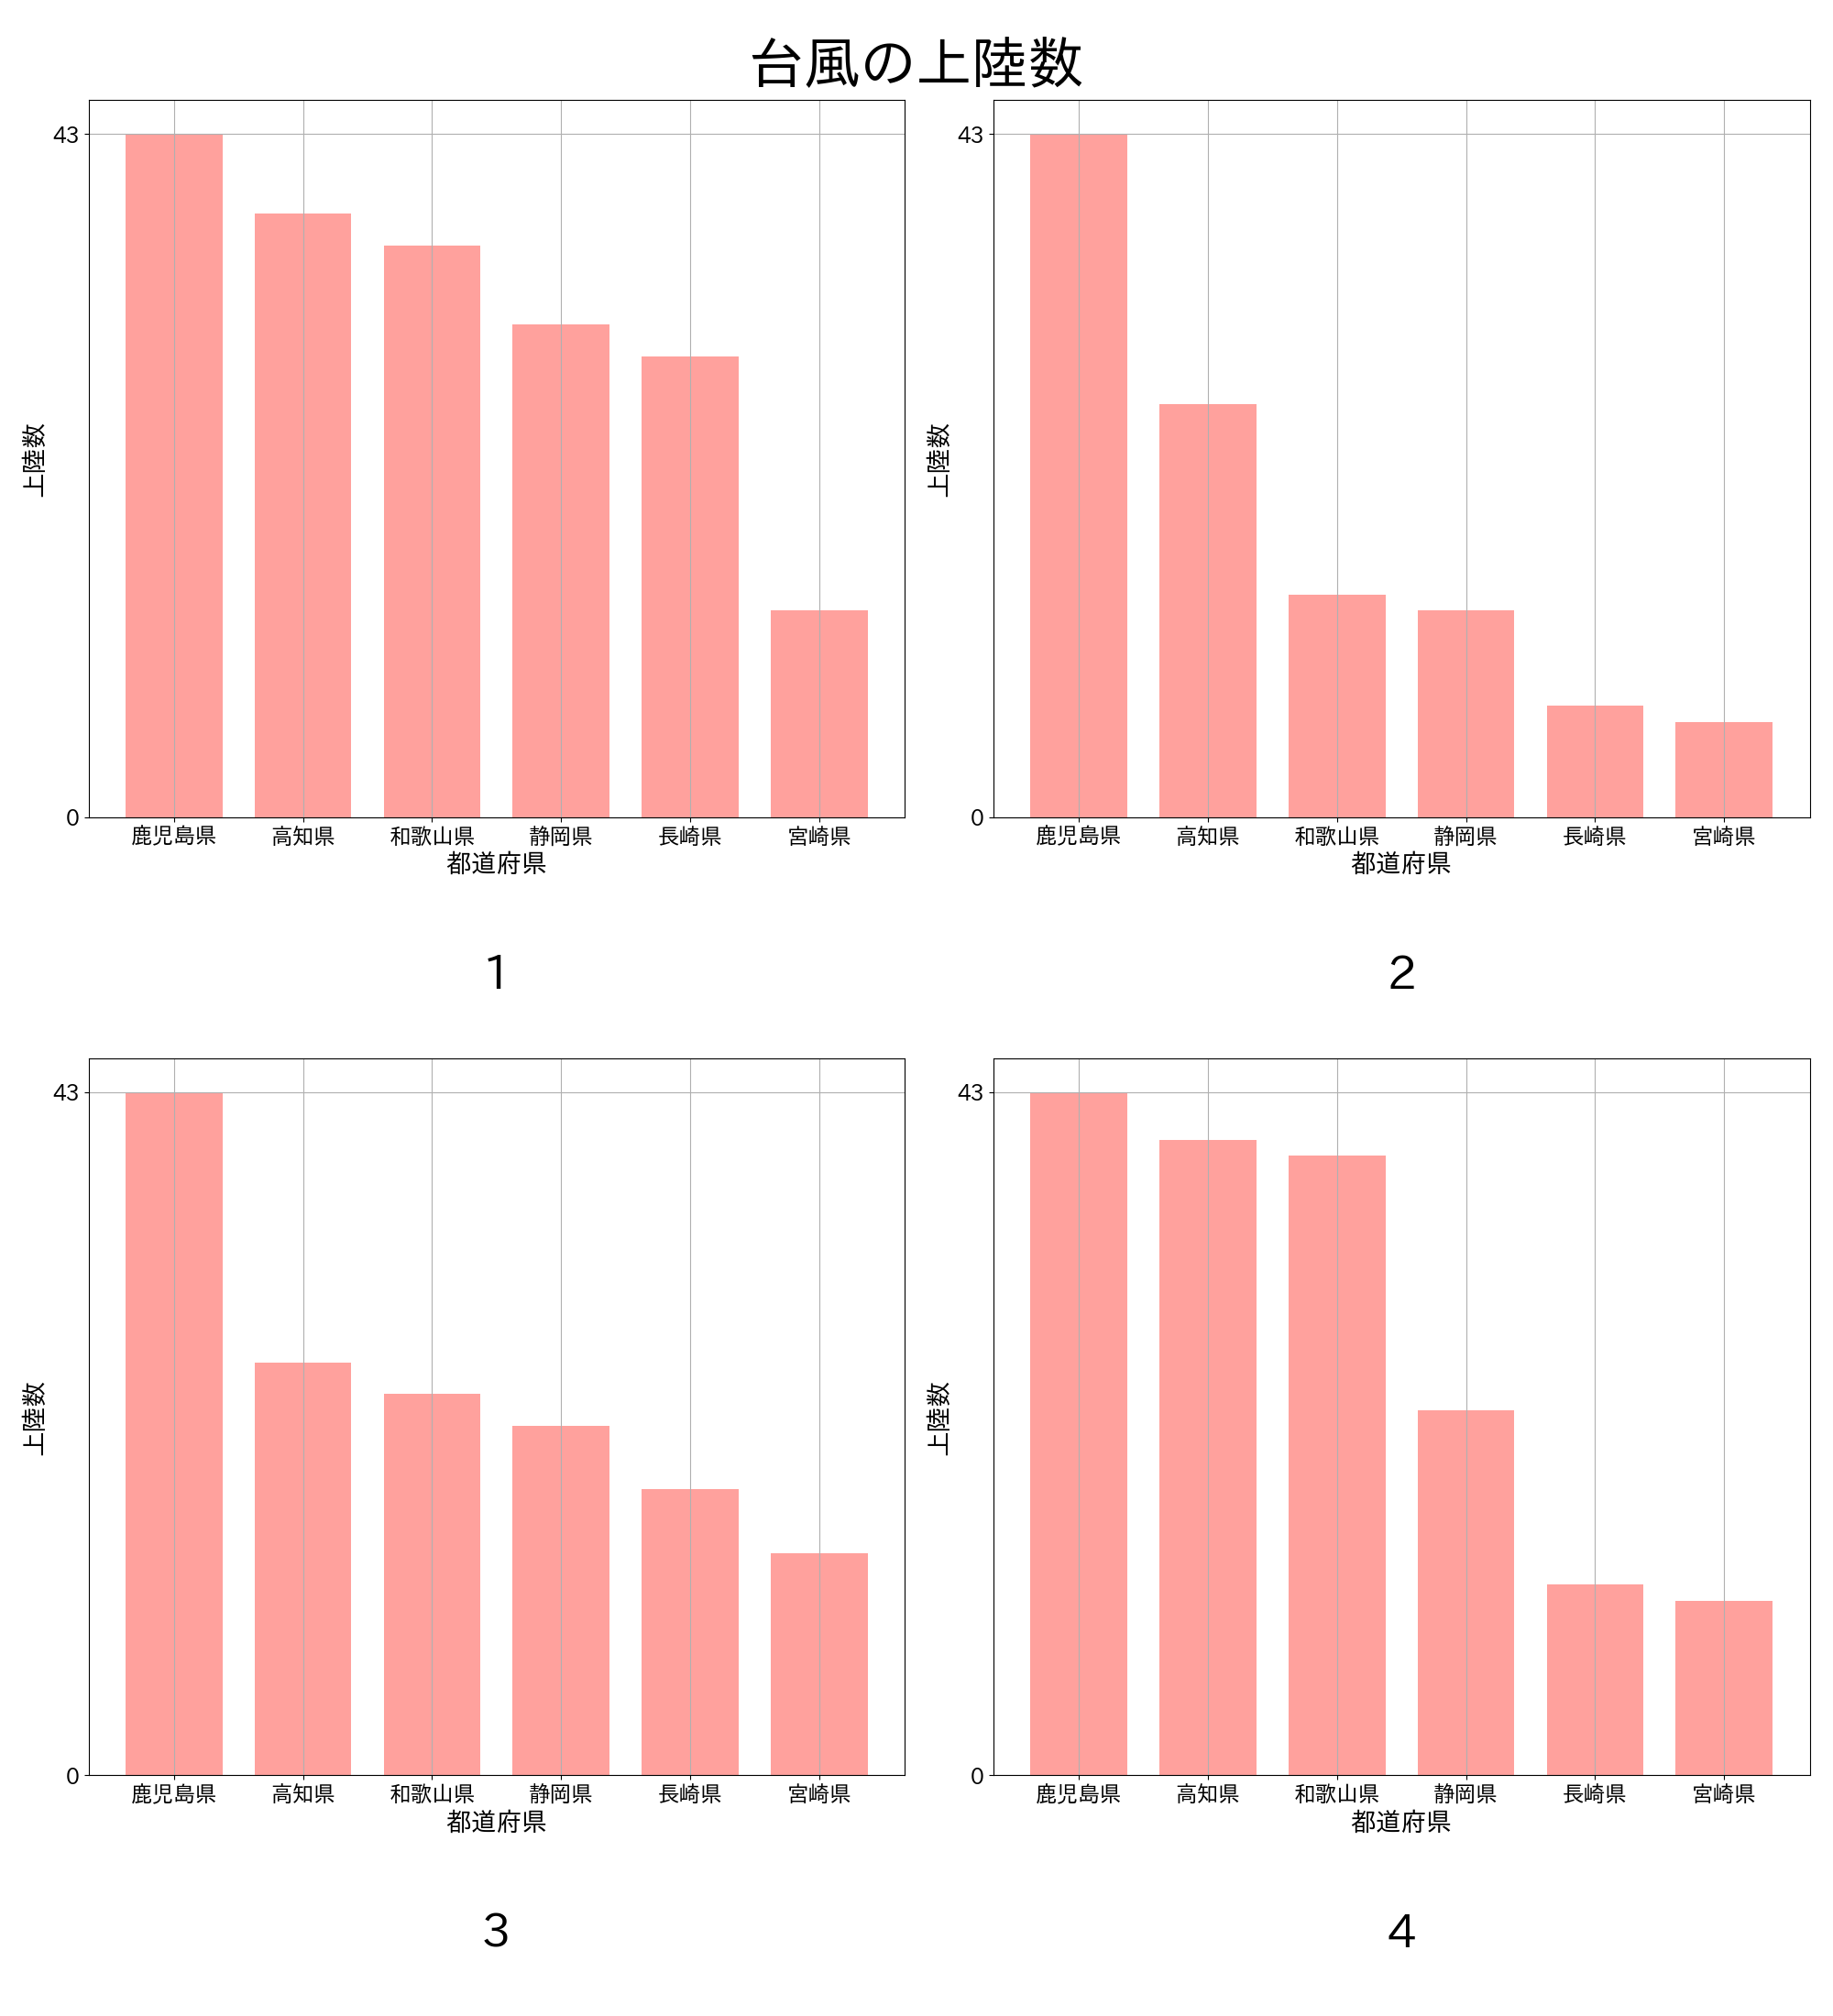 台風の上陸数
43
0
上陸数
鹿児島県 高知県 和歌山県 静岡県 長崎県 宮崎県
都道府県
1
43
0
上陸数
鹿児島県 高知県 和歌山県 静岡県 長崎県 宮崎県
都道府県
2
43
0
上陸数
鹿児島県 高知県 和歌山県 静岡県 長崎県 宮崎県
都道府県
3
43
0
上陸数
鹿児島県 高知県 和歌山県 静岡県 長崎県 宮崎県
都道府県
4